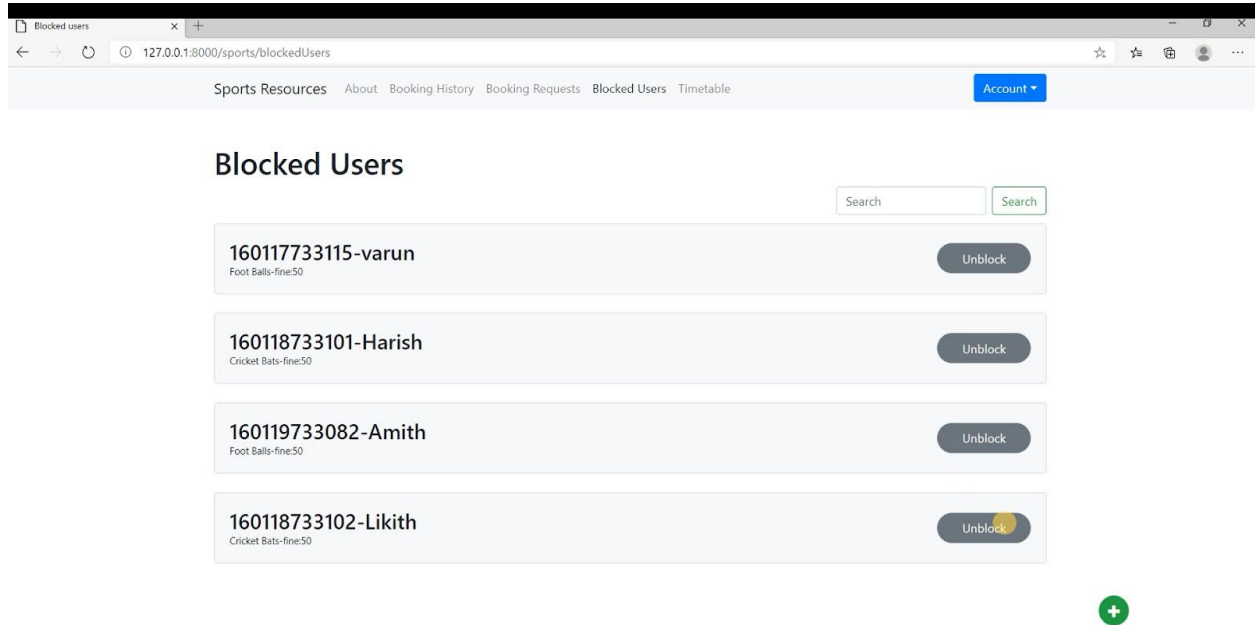 Blocked users
127.0.0.1:8000/sports/blockedUsers
Sports Resources About Booking History Booking Requests Blocked Users Timetable Account
Blocked Users
Search Search
160117733115-varun
Foot Balls-fine:50
Unblock
160118733101-Harish
Cricket Bats-fine:50
Unblock
160119733082-Amith
Foot Balls-fine:50
Unblock
160118733102-Likith
Cricket Bats-fine:50
Unblock